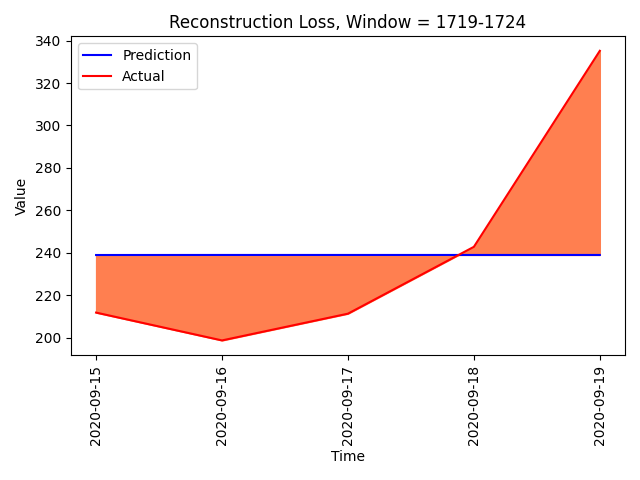 Reconstruction Loss, Window = 1719-1724
Prediction
Actual
340
320
300
280
260
240
220
200
Value
2020-09-15
2020-09-16
2020-09-17
2020-09-18
2020-09-19
Time